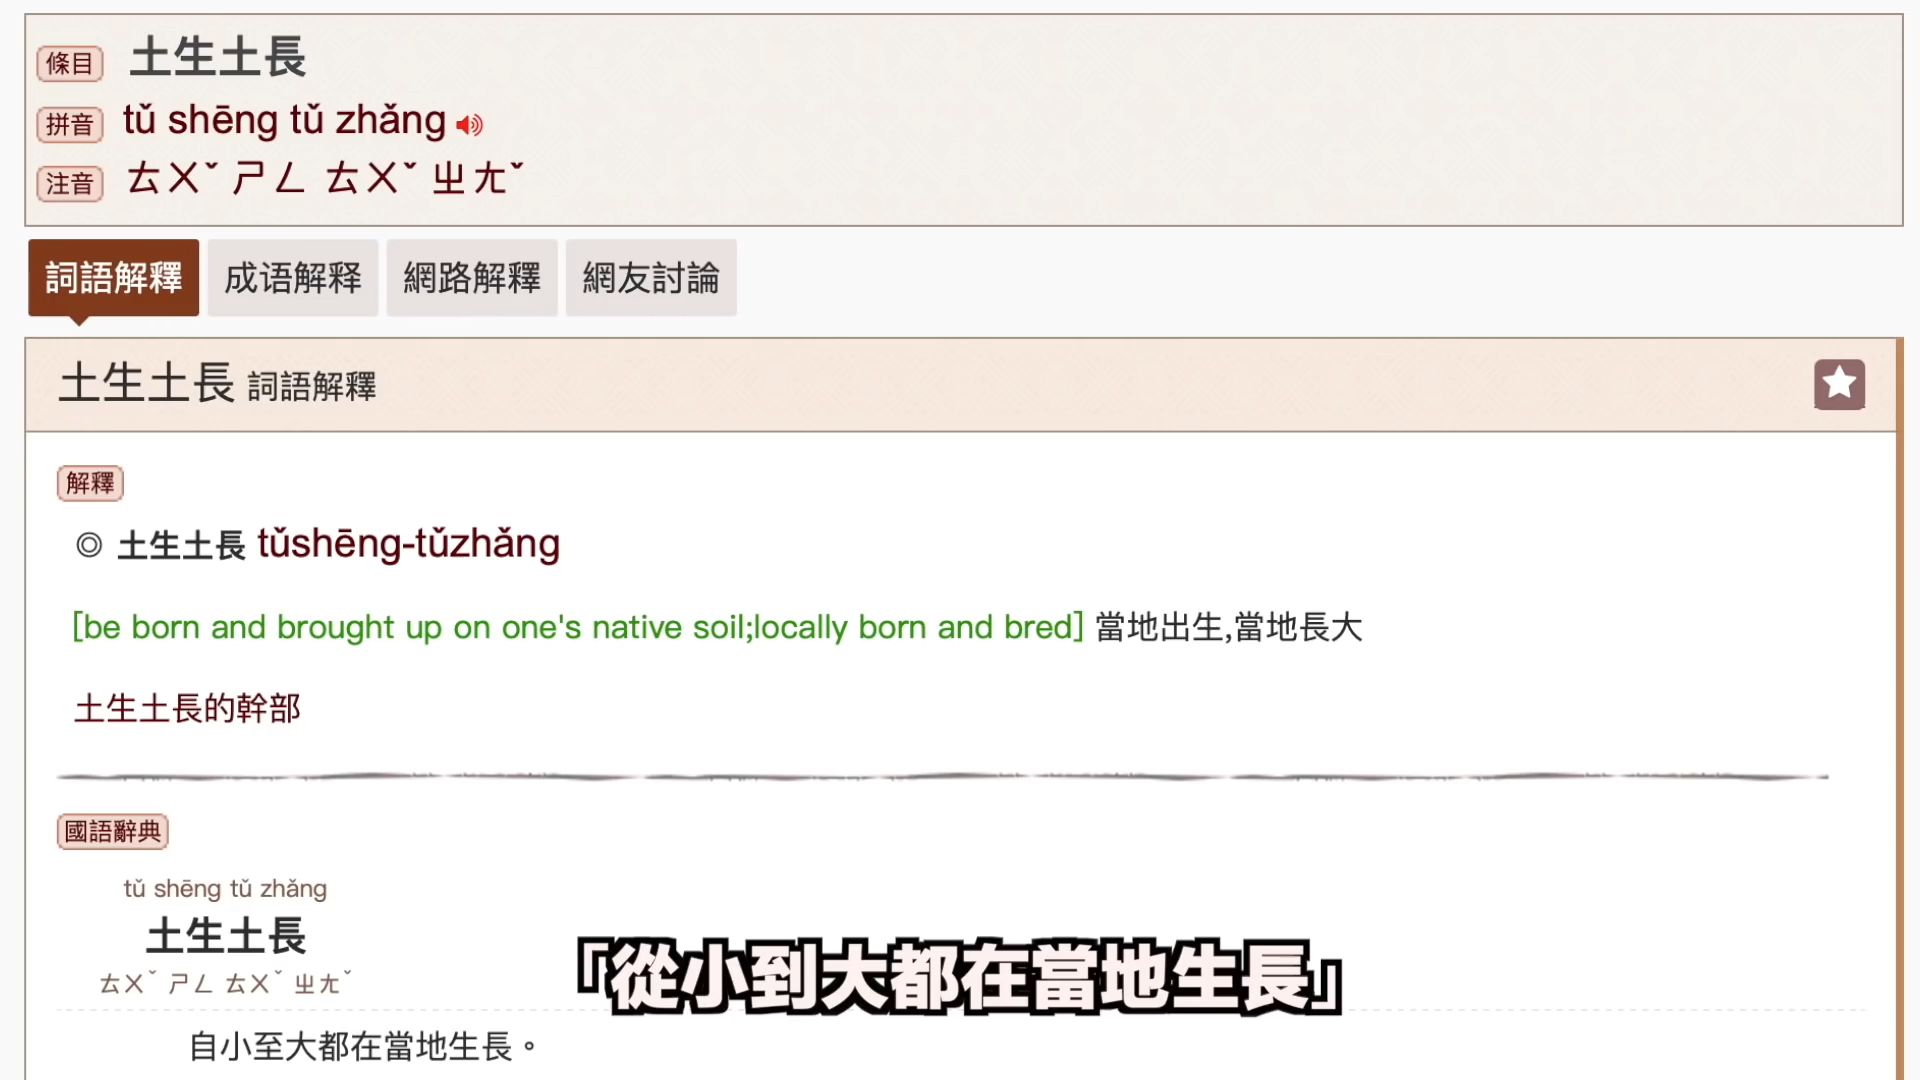 條目 土生土長
拼音 tǔ shēng tǔ zhǎng
注音 ㄊㄨˇ ㄕㄥ ㄊㄨˇ ㄓㄤˇ
詞語解釋 成语解释 網路解釋 網友討論
土生土長 詞語解釋
解釋
◎ 土生土長 tǔshēng-tǔzhǎng
[be born and brought up on one's native soil;locally born and bred] 當地出生,當地長大
土生土長的幹部
國語辭典
tǔ shēng tǔ zhǎng
土生土長
ㄊㄨˇ ㄕㄥ ㄊㄨˇ ㄓㄤˇ
「從小到大都在當地生長」
自小至大都在當地生長。